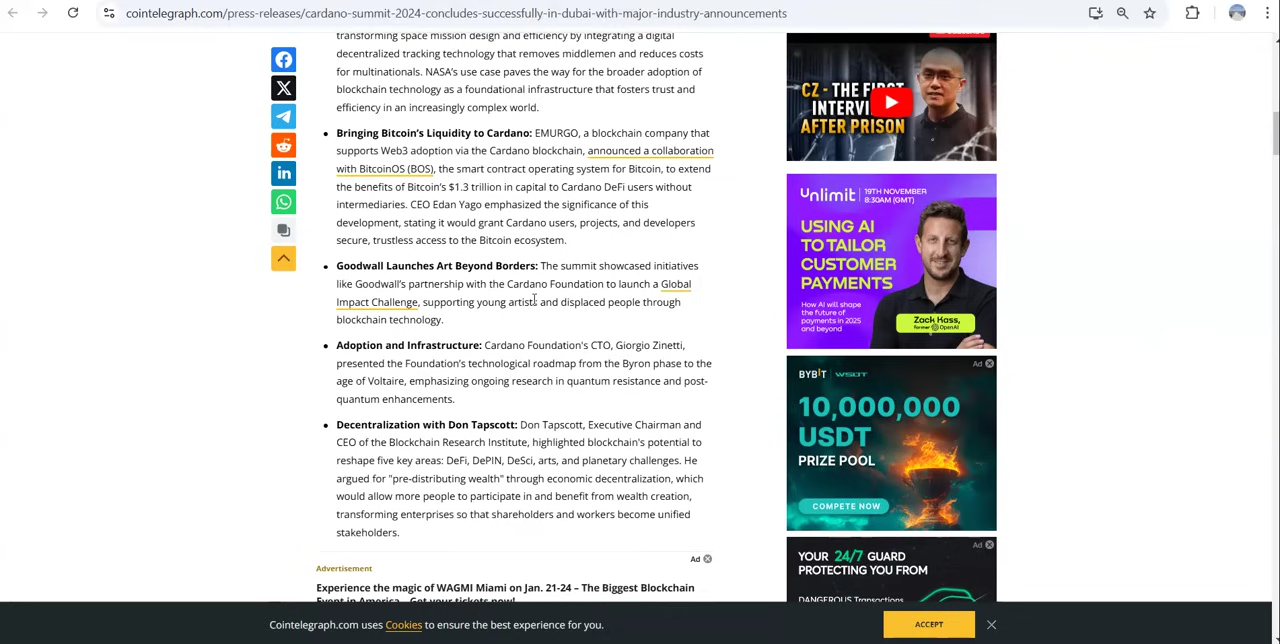 cointelegraph.com/press-releases/cardano-summit-2024-concludes-successfully-in-dubai-with-major-industry-announcements
transforming space mission design and efficiency by integrating a digital
decentralized tracking technology that removes middlemen and reduces costs
for multinationals. NASA's use case paves the way for the broader adoption of
blockchain technology as a foundational infrastructure that fosters trust and
efficiency in an increasingly complex world.
Bringing Bitcoin's Liquidity to Cardano: EMURGO, a blockchain company that
supports Web3 adoption via the Cardano blockchain, announced a collaboration
with BitcoinOS (BOS), the smart contract operating system for Bitcoin, to extend
the benefits of Bitcoin's $1.3 trillion in capital to Cardano DeFi users without
intermediaries. CEO Edan Yago emphasized the significance of this
development, stating it would grant Cardano users, projects, and developers
secure, trustless access to the Bitcoin ecosystem.
Goodwall Launches Art Beyond Borders: The summit showcased initiatives
like Goodwall's partnership with the Cardano Foundation to launch a Global
Impact Challenge, supporting young artists and displaced people through
blockchain technology.
Adoption and Infrastructure: Cardano Foundation's CTO, Giorgio Zinetti,
presented the Foundation's technological roadmap from the Byron phase to the
age of Voltaire, emphasizing ongoing research in quantum resistance and post-
quantum enhancements.
Decentralization with Don Tapscott: Don Tapscott, Executive Chairman and
CEO of the Blockchain Research Institute, highlighted blockchain's potential to
reshape five key areas: DeFi, DePIN, DeSci, arts, and planetary challenges. He
argued for "pre-distributing wealth" through economic decentralization, which
would allow more people to participate in and benefit from wealth creation,
transforming enterprises so that shareholders and workers become unified
stakeholders.
Ad
Advertisement
Experience the magic of WAGMI Miami on Jan. 21-24 – The Biggest Blockchain
Event in America – Get your tickets now!
CZ - THE FIRST
INTERVIEW
AFTER PRISON
unlimit
19TH NOVEMBER
8:30AM (GMT)
USING AI
TO TAILOR
CUSTOMER
PAYMENTS
How AI will shape
the future of
payments in 2025
and beyond
Zack Kass,
former OpenAI
Ad
BYBIT WSOT
10,000,000
USDT
PRIZE POOL
COMPETE NOW
Ad
YOUR 24/7 GUARD
PROTECTING YOU FROM
DANGEROUS Transactions
Cointelegraph.com uses Cookies to ensure the best experience for you.
ACCEPT